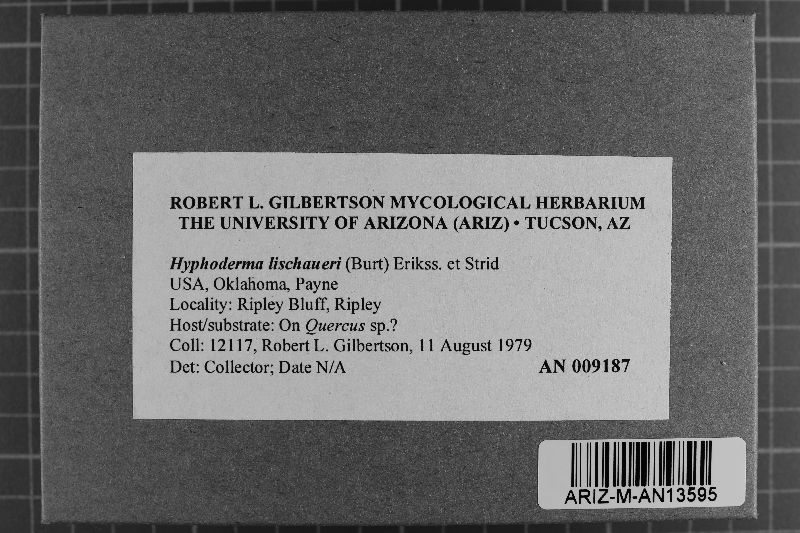 ROBERT L. GILBERTSON MYCOLOGICAL HERBARIUM
THE UNIVERSITY OF ARIZONA (ARIZ) • TUCSON, AZ
Hyphoderma lischaueri (Burt) Erikss. et Strid
USA, Oklahoma, Payne
Locality: Ripley Bluff, Ripley
Host/substrate: On Quercus sp.?
Coll: 12117, Robert L. Gilbertson, 11 August 1979
Det: Collector; Date N/A AN 009187
ARIZ-M-AN13595